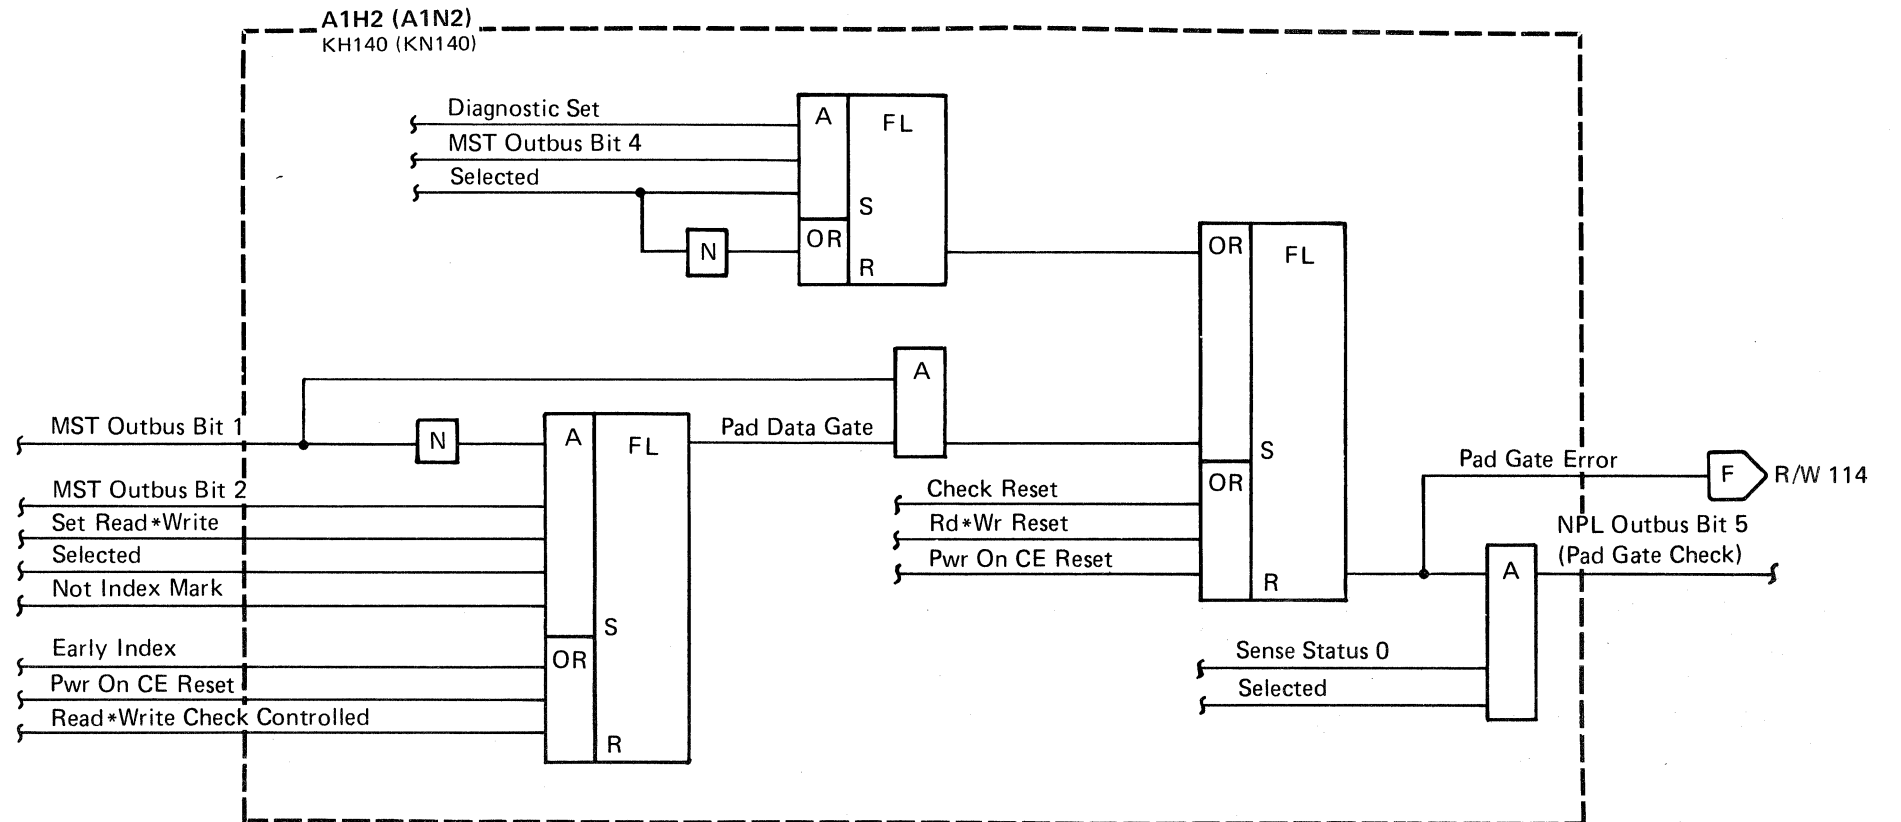 A1H2 (A1N2)
KH140 (KN140)
Diagnostic Set
MST Outbus Bit 4
Selected
A
FL
S
N
OR
R
OR
FL
A
MST Outbus Bit 1
N
A
FL
Pad Data Gate
S
MST Outbus Bit 2
Set Read*Write
Selected
Not Index Mark
S
OR
Early Index
Pwr On CE Reset
Read*Write Check Controlled
R
OR
Check Reset
Rd*Wr Reset
Pwr On CE Reset
R
Pad Gate Error
F
R/W 114
NPL Outbus Bit 5
(Pad Gate Check)
A
Sense Status 0
Selected